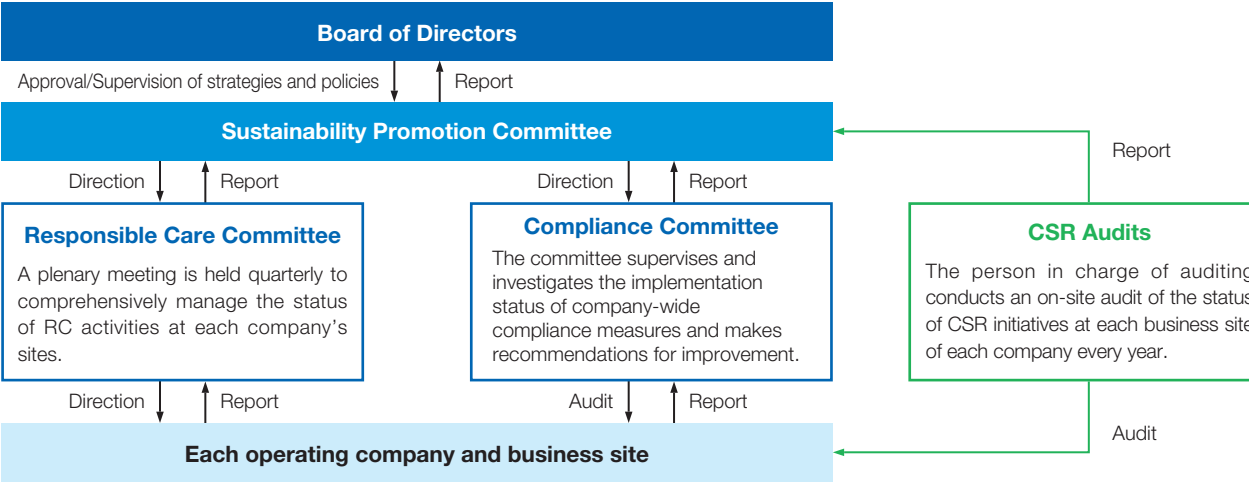 Board of Directors
Approval/Supervision of strategies and policies
Report
Sustainability Promotion Committee
Direction
Report
Direction
Report
Report
Responsible Care Committee
A plenary meeting is held quarterly to
comprehensively manage the status
of RC activities at each company's
sites.
Compliance Committee
The committee supervises and
investigates the implementation
status of company-wide
compliance measures and makes
recommendations for improvement.
CSR Audits
The person in charge of auditing
conducts an on-site audit of the status
of CSR initiatives at each business site
of each company every year.
Direction
Report
Audit
Report
Audit
Each operating company and business site